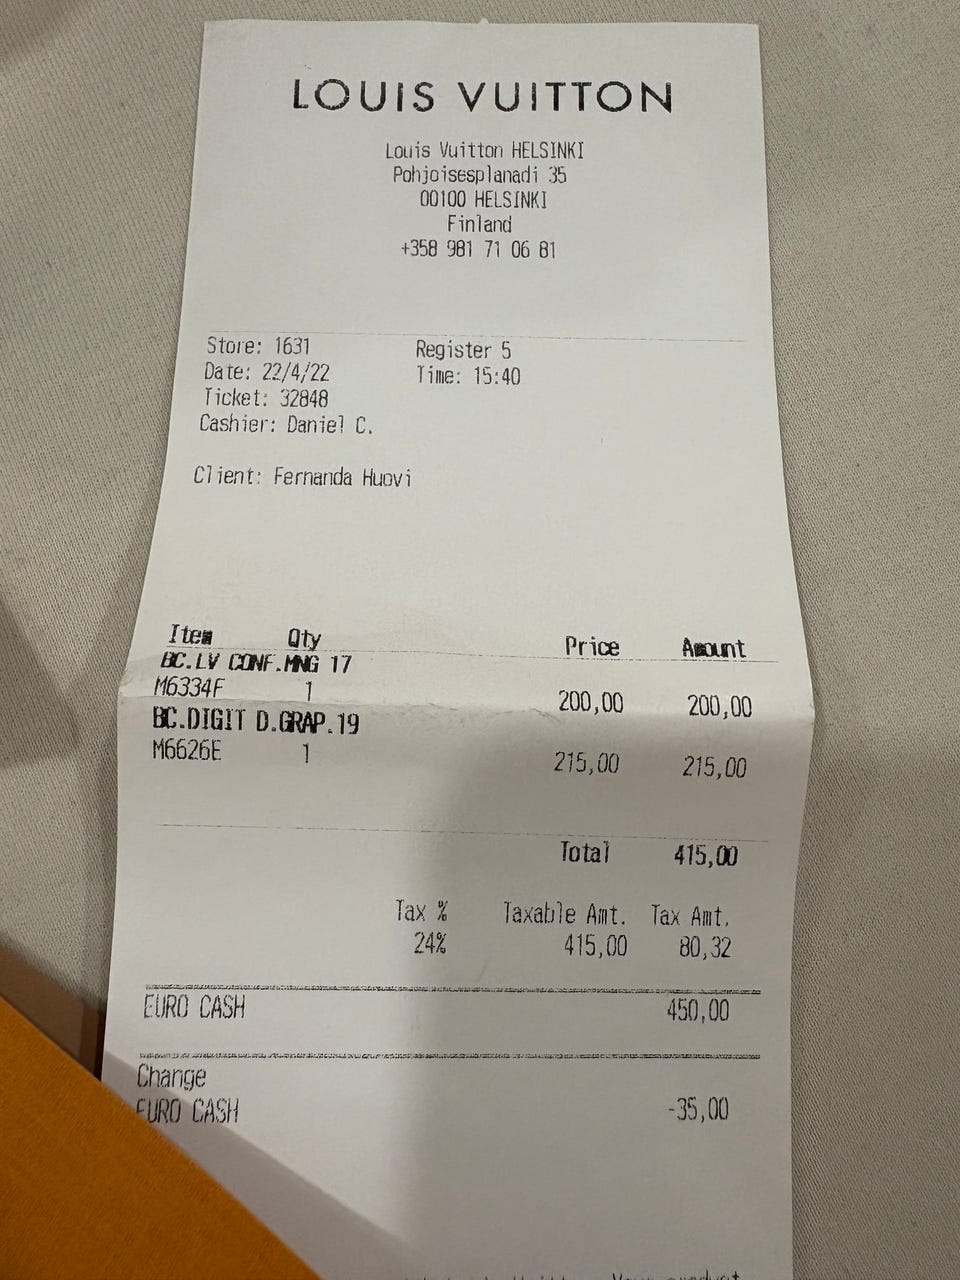 LOUIS VUITTON
Louis Vuitton HELSINKI
Pohjoisesplanadi 35
00100 HELSINKI
Finland
+358 981 71 06 81
Store: 1631 Register 5
Date: 22/4/22 Time: 15:40
Ticket: 32848
Cashier: Daniel C.
Client: Fernanda Huovi
Item Qty Price Amount
BC.LV CONF.MNG 17
M6334F 1 200,00 200,00
BC.DIGIT D.GRAP.19
M6626E 1 215,00 215,00
Total 415,00
Tax % Taxable Amt. Tax Amt.
24% 415,00 80,32
EURO CASH 450,00
Change
EURO CASH -35,00